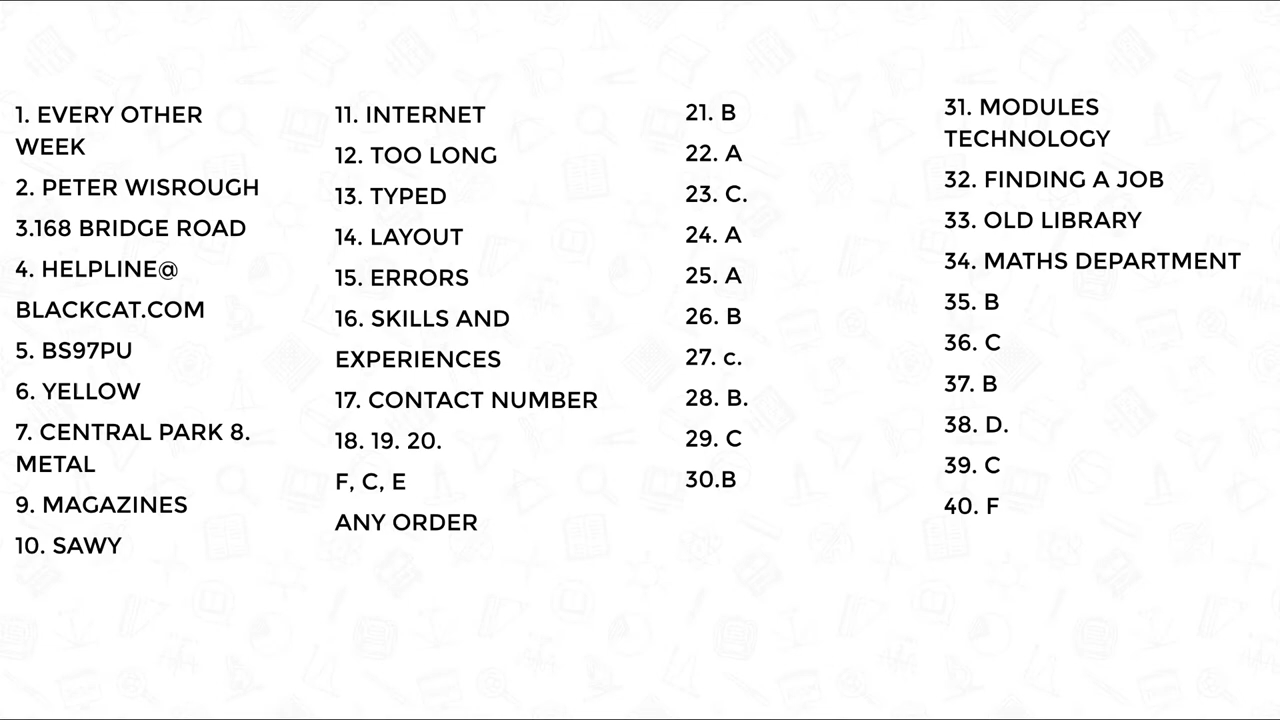 1. EVERY OTHER
WEEK
2. PETER WISROUGH
3.168 BRIDGE ROAD
4. HELPLINE@
BLACKCAT.COM
5. BS97PU
6. YELLOW
7. CENTRAL PARK 8.
METAL
9. MAGAZINES
10. SAWY
11. INTERNET
12. TOO LONG
13. TYPED
14. LAYOUT
15. ERRORS
16. SKILLS AND
EXPERIENCES
17. CONTACT NUMBER
18. 19. 20.
F, C, E
ANY ORDER
21. B
22. A
23. C.
24. A
25. A
26. B
27. c.
28. B.
29. C
30.B
31. MODULES
TECHNOLOGY
32. FINDING A JOB
33. OLD LIBRARY
34. MATHS DEPARTMENT
35. B
36. C
37. B
38. D.
39. C
40. F